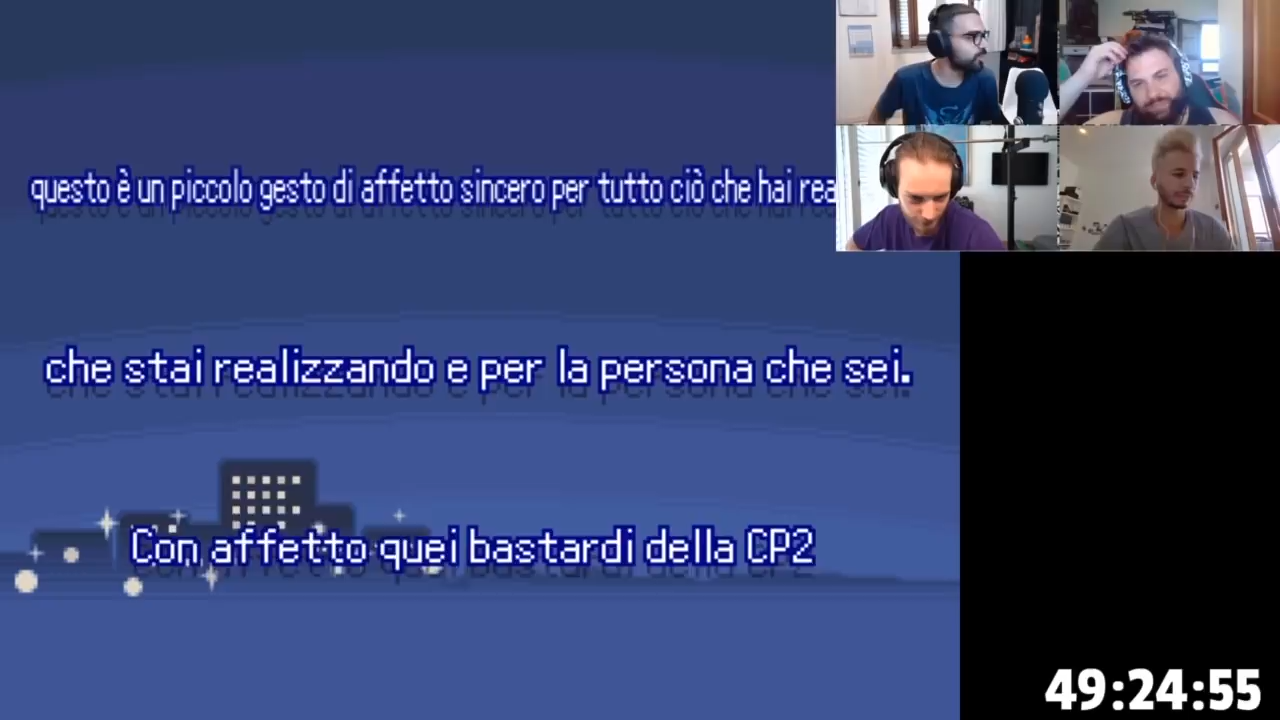 questo è un piccolo gesto di affetto sincero per tutto ciò che hai
che stai realizzando e per la persona che sei.
Con affetto quei bastardi della CP2
49:24:55